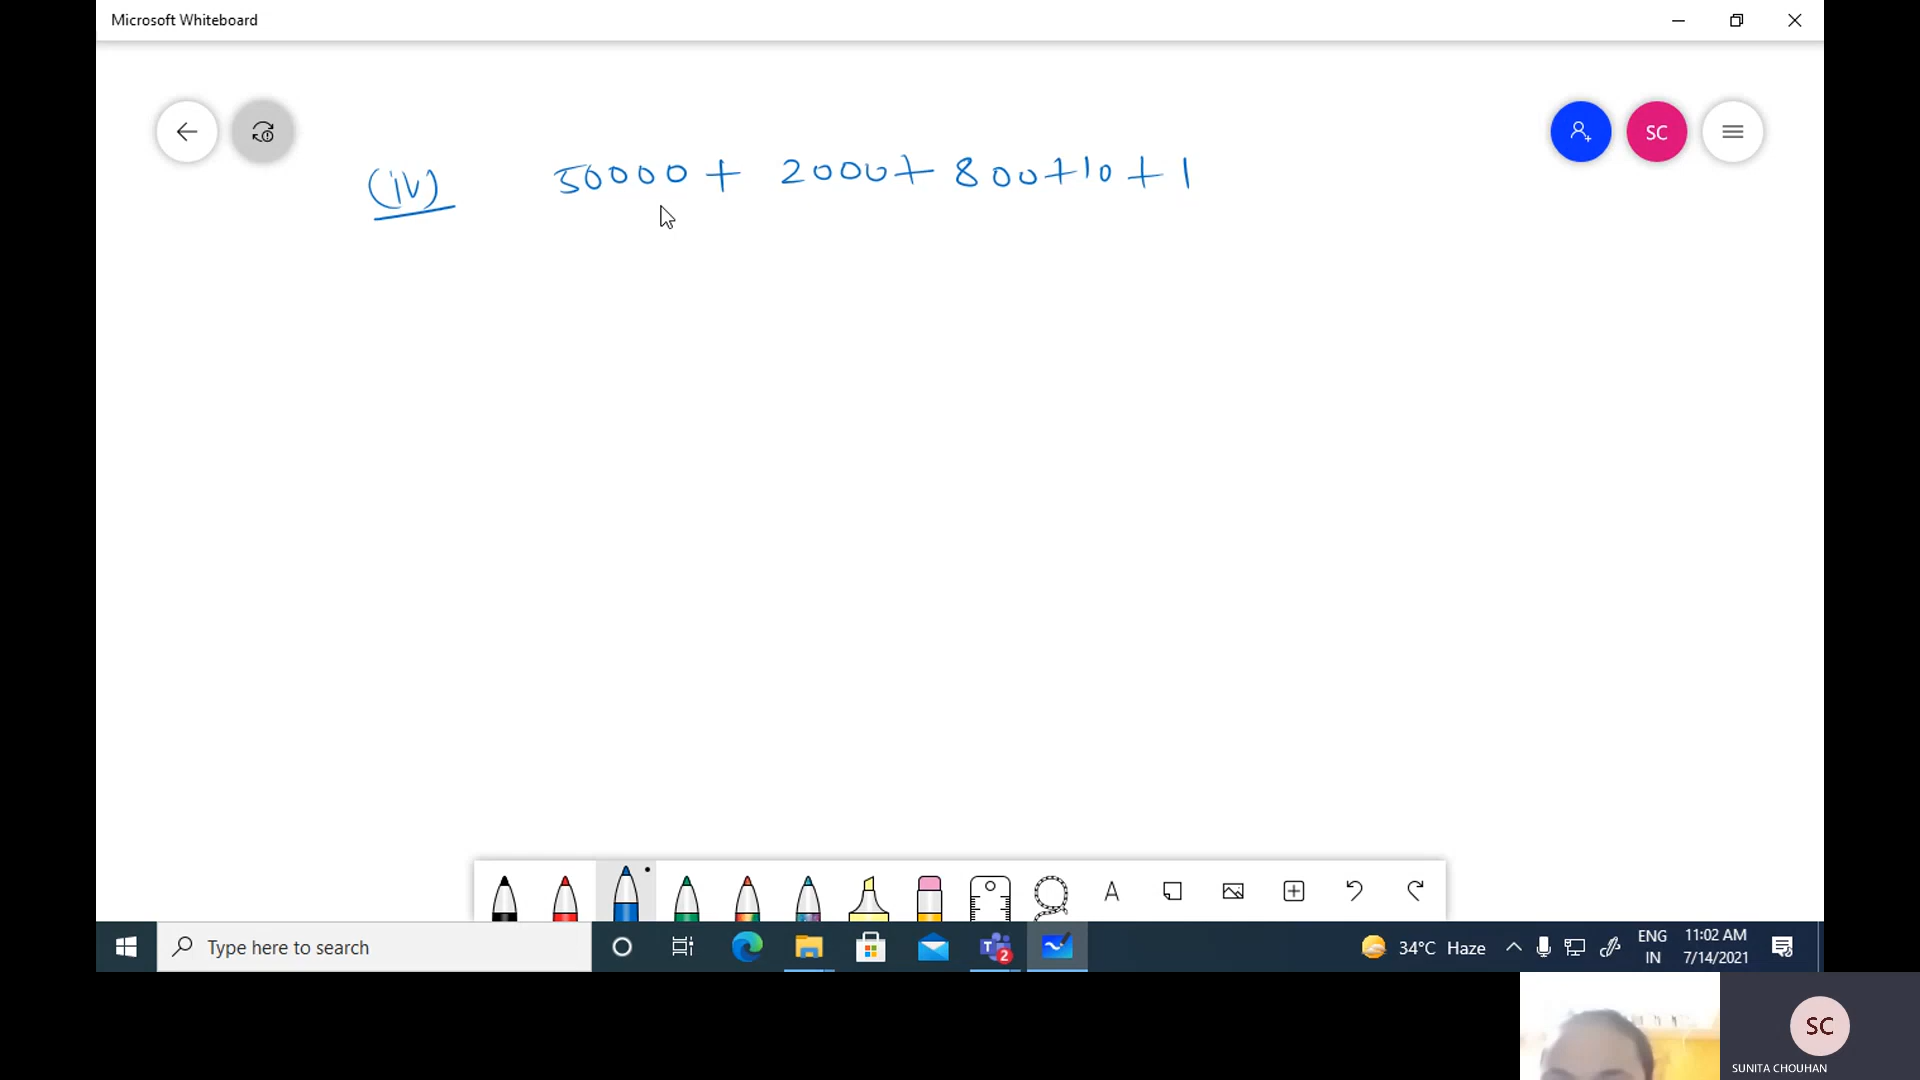 Microsoft Whiteboard
SC
(iv) 50000 + 2000 + 800 + 10 + 1
A
Type here to search
2
34°C Haze
ENG
IN
11:02 AM
7/14/2021
SC
SUNITA CHOUHAN